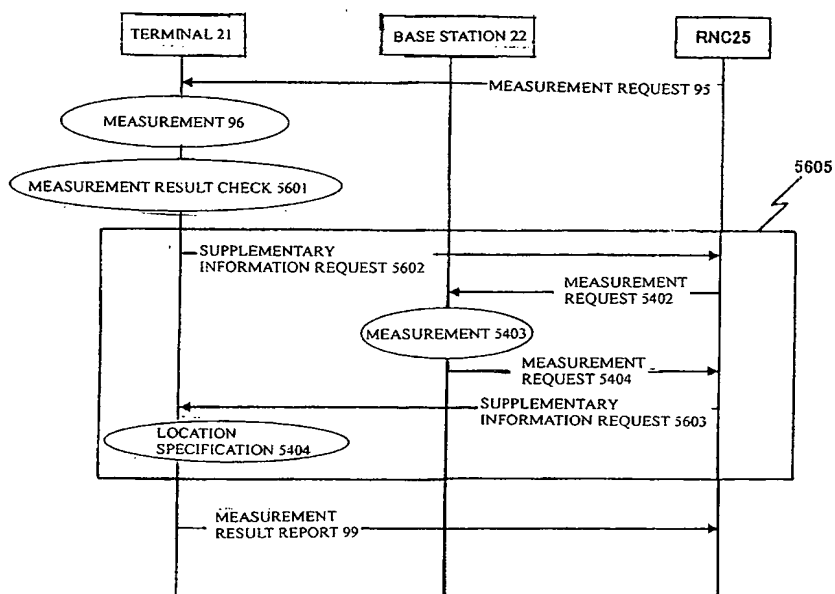 TERMINAL 21
BASE STATION 22
RNC25
MEASUREMENT REQUEST 95
MEASUREMENT 96
MEASUREMENT RESULT CHECK 5601
5605
SUPPLEMENTARY
INFORMATION REQUEST 5602
MEASUREMENT
REQUEST 5402
MEASUREMENT 5403
MEASUREMENT
REQUEST 5404
SUPPLEMENTARY
INFORMATION REQUEST 5603
LOCATION
SPECIFICATION 5404
MEASUREMENT
RESULT REPORT 99